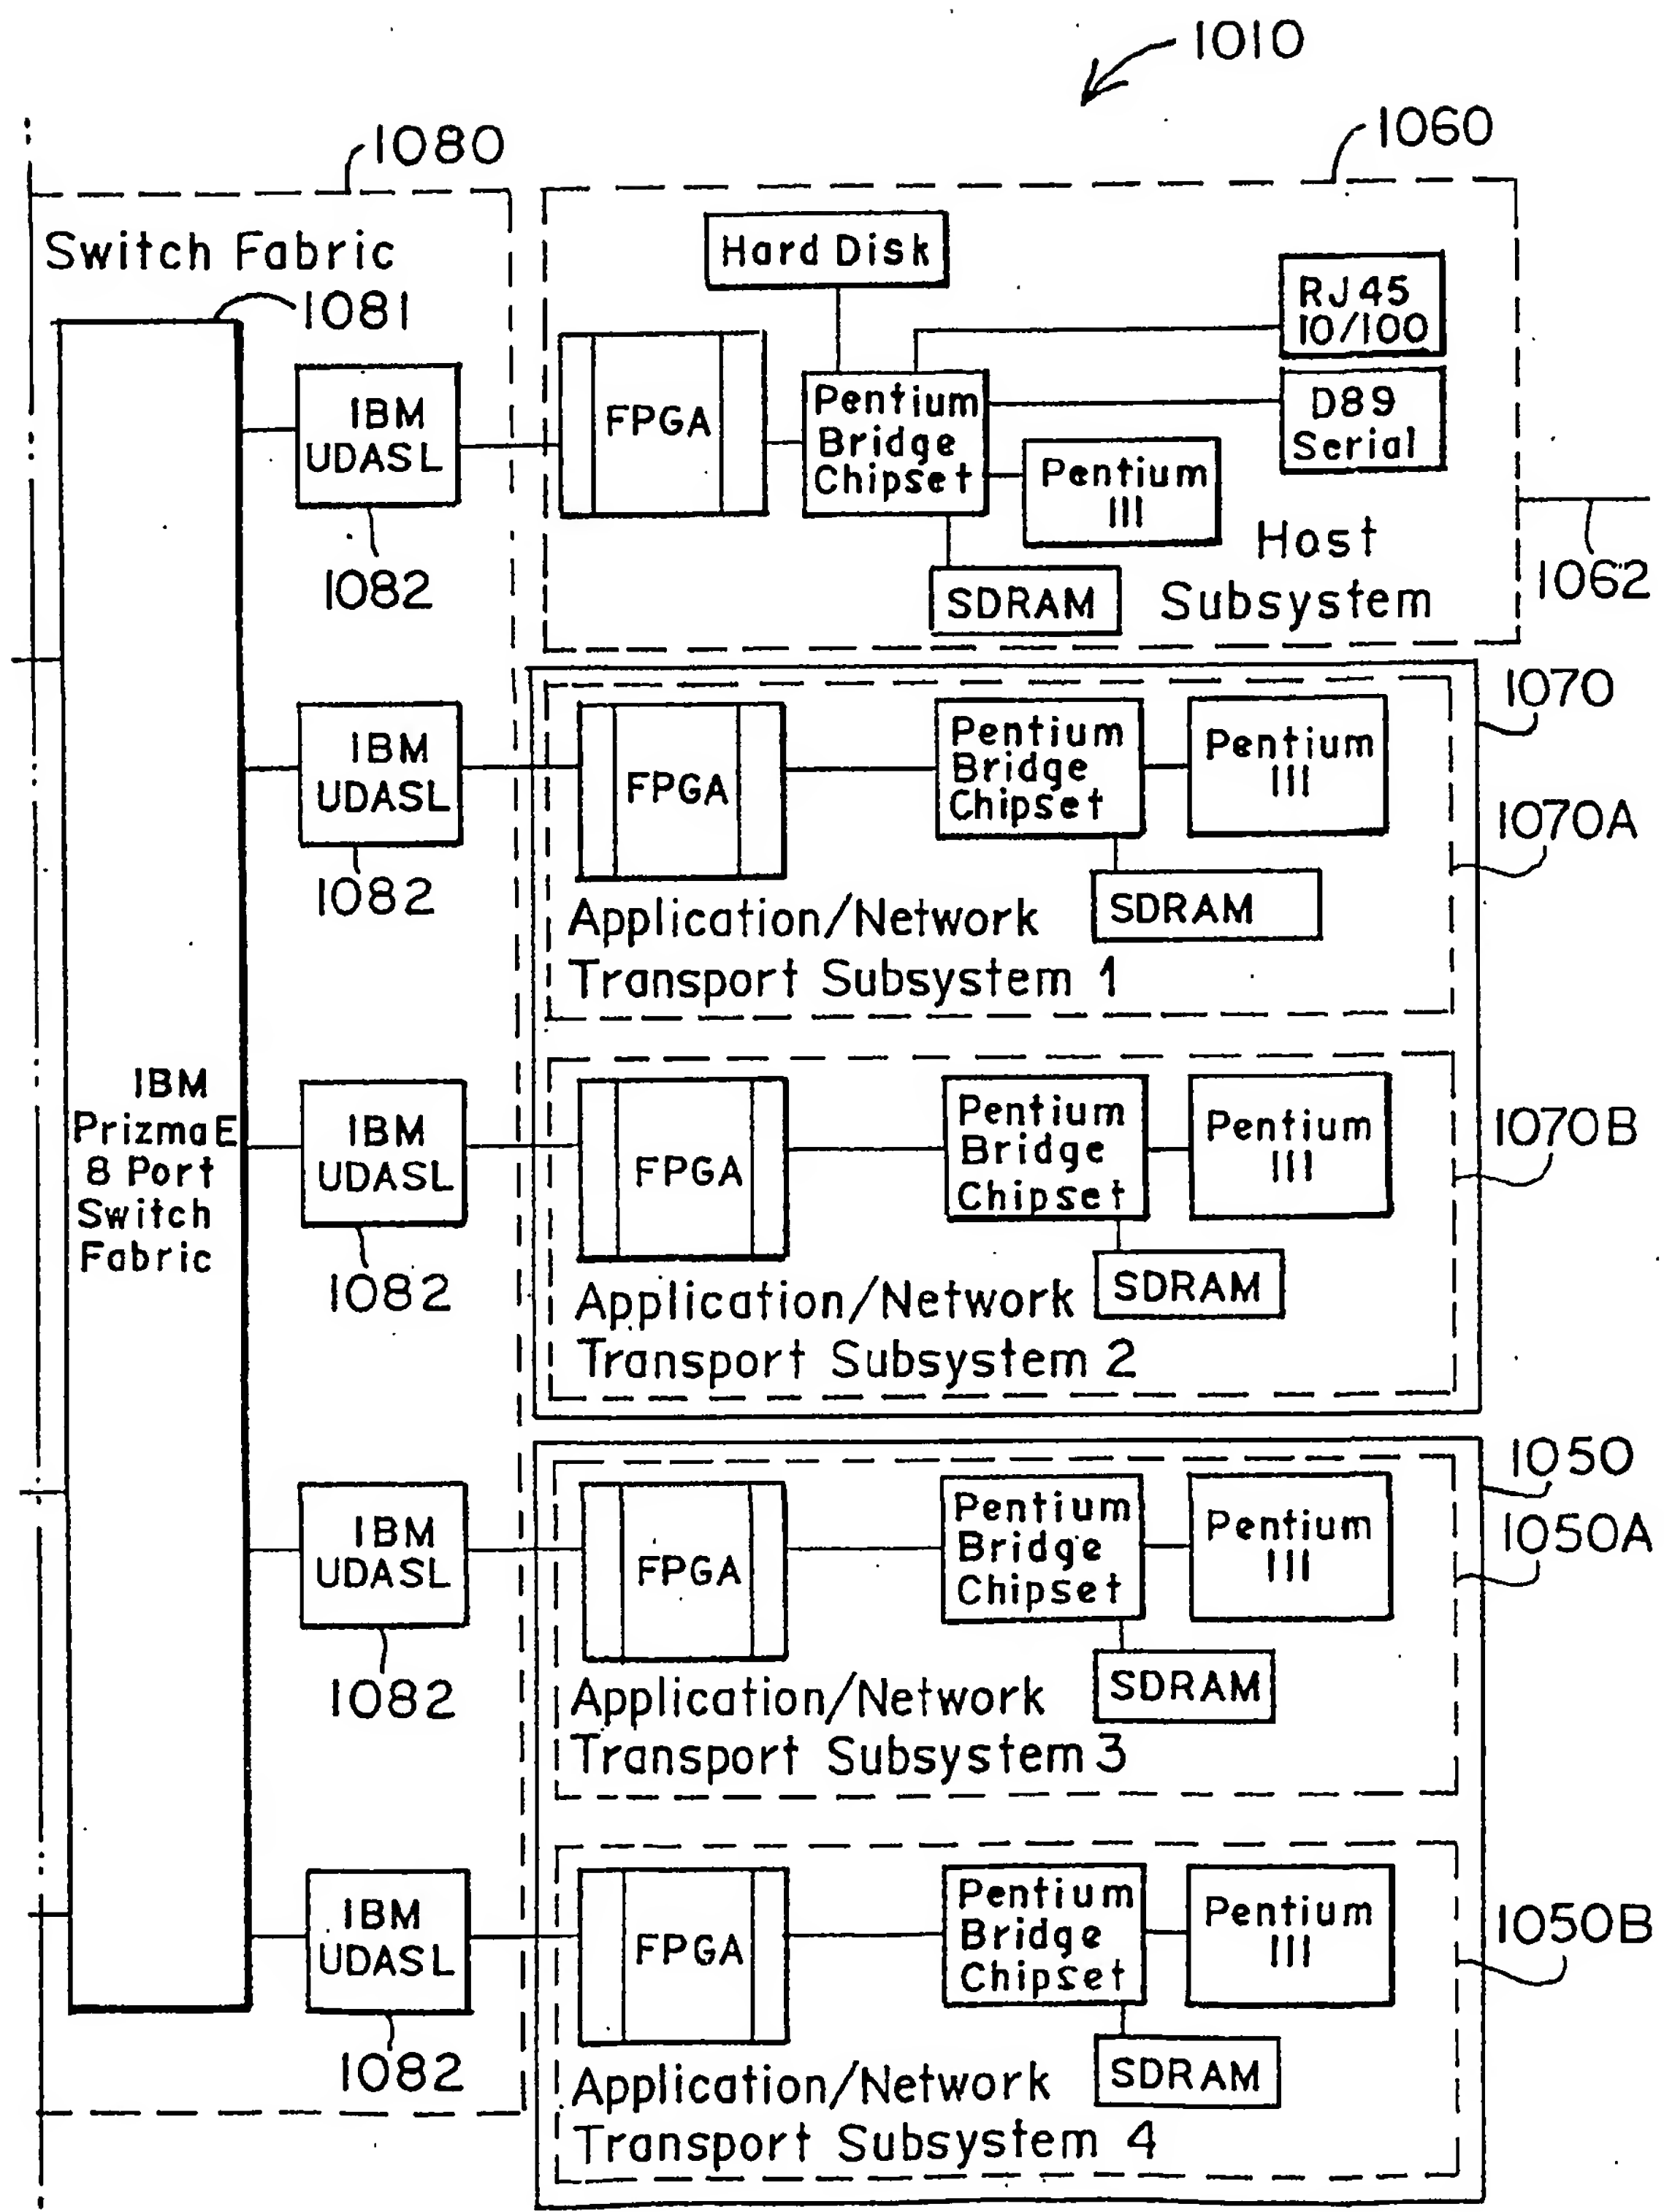 1010
1080
1060
Switch Fabric
1081
Hard Disk
RJ45
10/100
IBM
UDASL
FPGA
Pentium
Bridge
Chipset
D89
Serial
Pentium
III
Host
Subsystem
1062
1082
SDRAM
1070
IBM
UDASL
FPGA
Pentium
Bridge
Chipset
Pentium
III
1070A
1082
SDRAM
Application/Network
Transport Subsystem 1
IBM
PrizmaE
8 Port
Switch
Fabric
IBM
UDASL
FPGA
Pentium
Bridge
Chipset
Pentium
III
1070B
1082
SDRAM
Application/Network
Transport Subsystem 2
1050
IBM
UDASL
FPGA
Pentium
Bridge
Chipset
Pentium
III
1050A
1082
SDRAM
Application/Network
Transport Subsystem 3
IBM
UDASL
FPGA
Pentium
Bridge
Chipset
Pentium
III
1050B
1082
SDRAM
Application/Network
Transport Subsystem 4